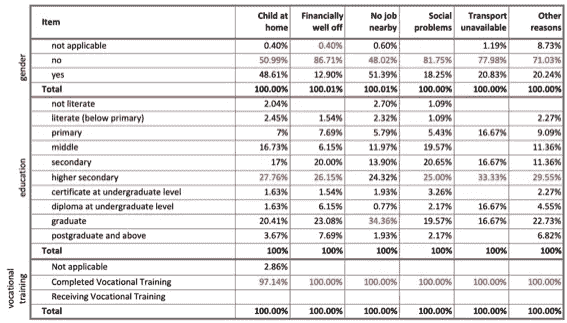 Item Child at home Financially well off No job nearby Social problems Transport unavailable Other reasons
gender
not applicable 0.40% 0.40% 0.60% 1.19% 8.73%
no 50.99% 86.71% 48.02% 81.75% 77.98% 71.03%
yes 48.61% 12.90% 51.39% 18.25% 20.83% 20.24%
Total 100.00% 100.01% 100.01% 100.00% 100.00% 100.00%
education
not literate 2.04% 2.70% 1.09%
literate (below primary) 2.45% 1.54% 2.32% 1.09% 2.27%
primary 7% 7.69% 5.79% 5.43% 16.67% 9.09%
middle 16.73% 6.15% 11.97% 19.57% 11.36%
secondary 17% 20.00% 13.90% 20.65% 16.67% 11.36%
higher secondary 27.76% 26.15% 24.32% 25.00% 33.33% 29.55%
certificate at undergraduate level 1.63% 1.54% 1.93% 3.26% 2.27%
diploma at undergraduate level 1.63% 6.15% 0.77% 2.17% 16.67% 4.55%
graduate 20.41% 23.08% 34.36% 19.57% 16.67% 22.73%
postgraduate and above 3.67% 7.69% 1.93% 2.17% 6.82%
Total 100% 100% 100% 100% 100% 100%
vocational training
Not applicable 2.86%
Completed Vocational Training 97.14% 100.00% 100.00% 100.00% 100.00% 100.00%
Receiving Vocational Training
Total 100.00% 100.00% 100.00% 100.00% 100.00% 100.00%